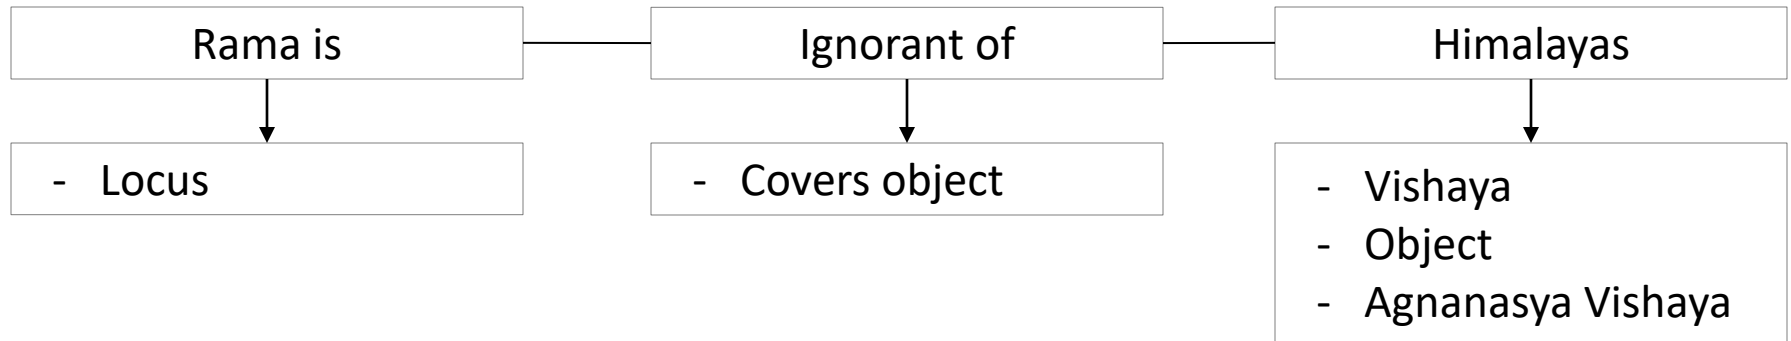 Rama is
Ignorant of
Himalayas
- Locus
- Covers object
- Vishaya
- Object
- Agnanasya Vishaya